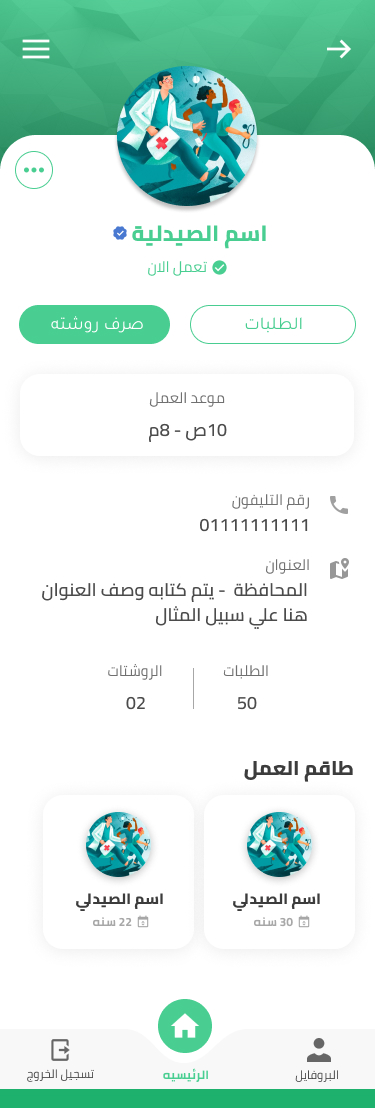 اسم الصيدلية
تعمل الان
الطلبات
صرف روشته
موعد العمل
10ص - 8م
رقم التليفون
01111111111
العنوان
المحافظة - يتم كتابه وصف العنوان
هنا علي سبيل المثال
الطلبات
50
الروشتات
02
طاقم العمل
اسم الصيدلي
30 سنه
اسم الصيدلي
22 سنه
البروفايل
الرئيسيه
تسجيل الخروج